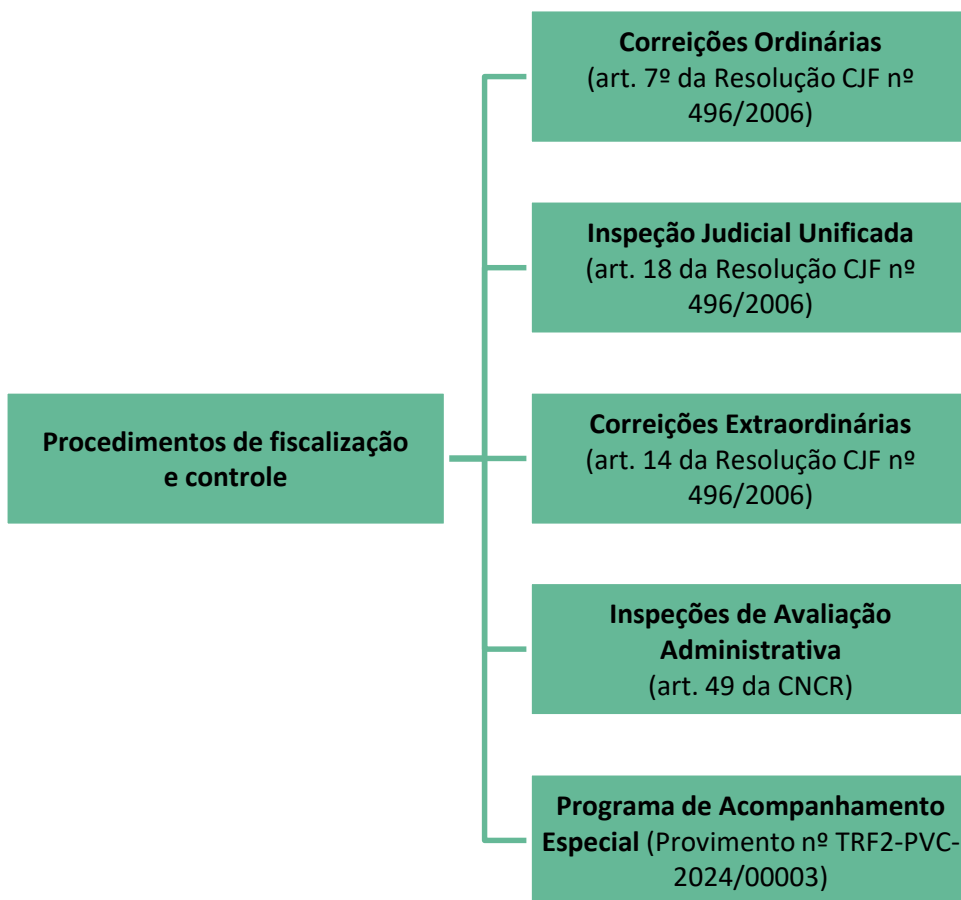 Correições Ordinárias
(art. 7º da Resolução CJF nº
496/2006)
Inspeção Judicial Unificada
(art. 18 da Resolução CJF nº
496/2006)
Procedimentos de fiscalização
e controle
Correições Extraordinárias
(art. 14 da Resolução CJF nº
496/2006)
Inspeções de Avaliação
Administrativa
(art. 49 da CNCR)
Programa de Acompanhamento
Especial (Provimento nº TRF2-PVC-
2024/00003)